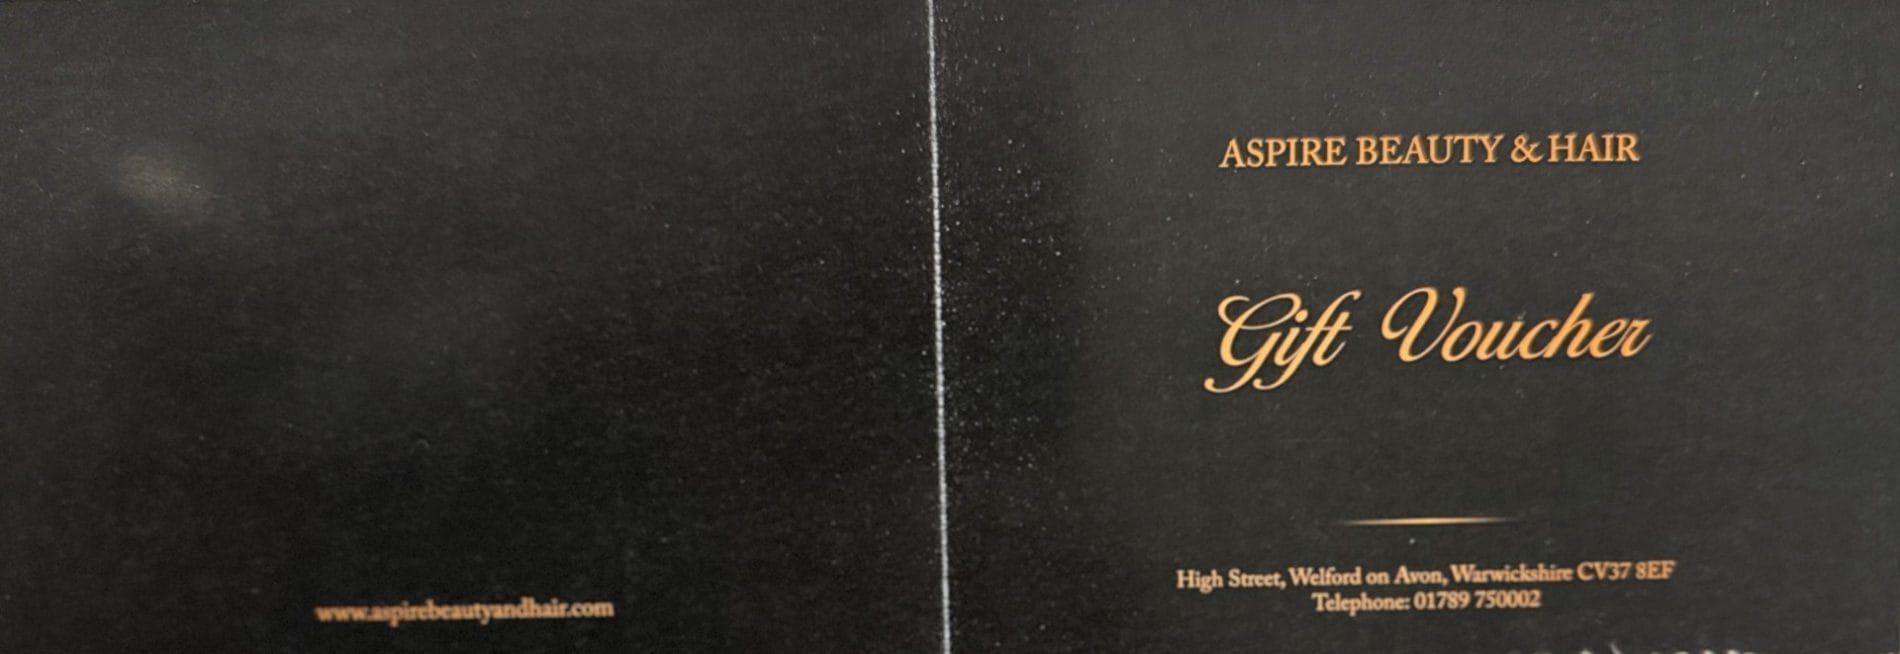 ASPIRE BEAUTY & HAIR
Gift Voucher
High Street, Welford on Avon, Warwickshire CV37 8EF
Telephone: 01789 750002
www.aspirebeautyandhair.com